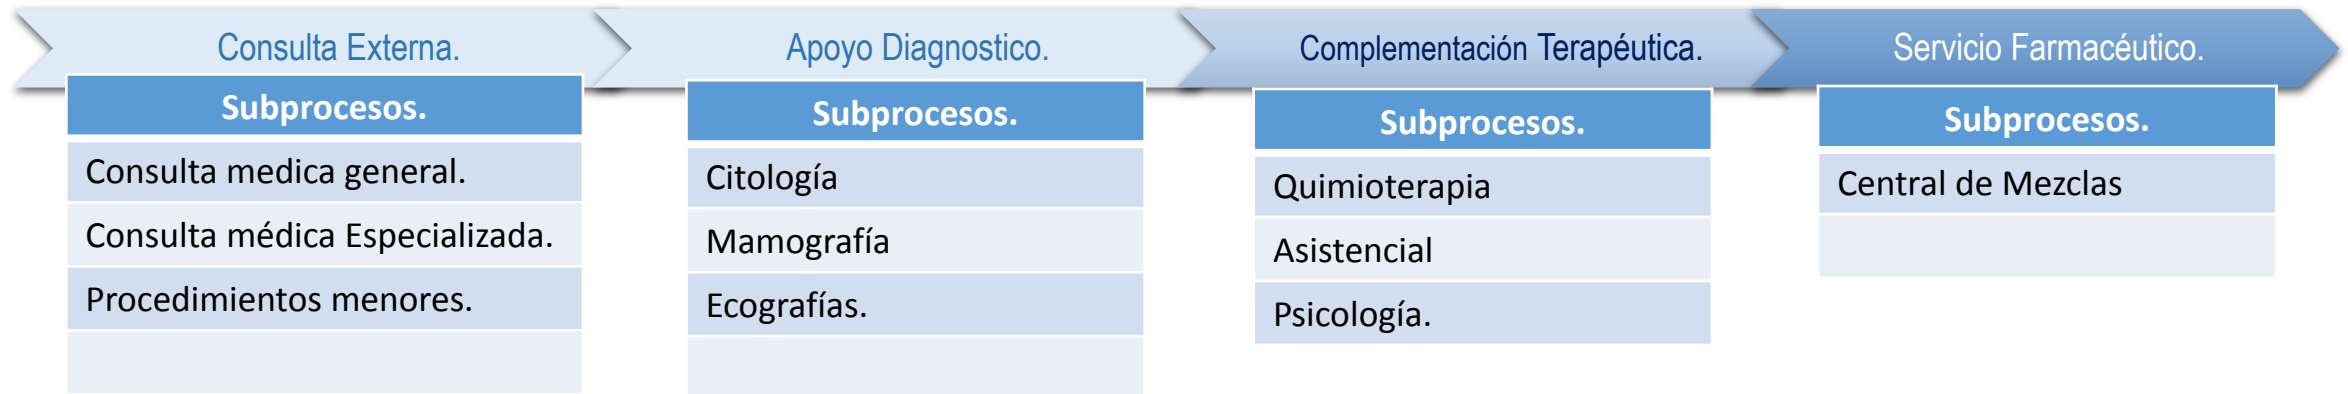 Consulta Externa.
Apoyo Diagnostico.
Complementación Terapéutica.
Servicio Farmacéutico.
Subprocesos.
Consulta medica general.
Consulta médica Especializada.
Procedimientos menores.
Subprocesos.
Citología
Mamografía
Ecografías.
Subprocesos.
Quimioterapia
Asistencial
Psicología.
Subprocesos.
Central de Mezclas